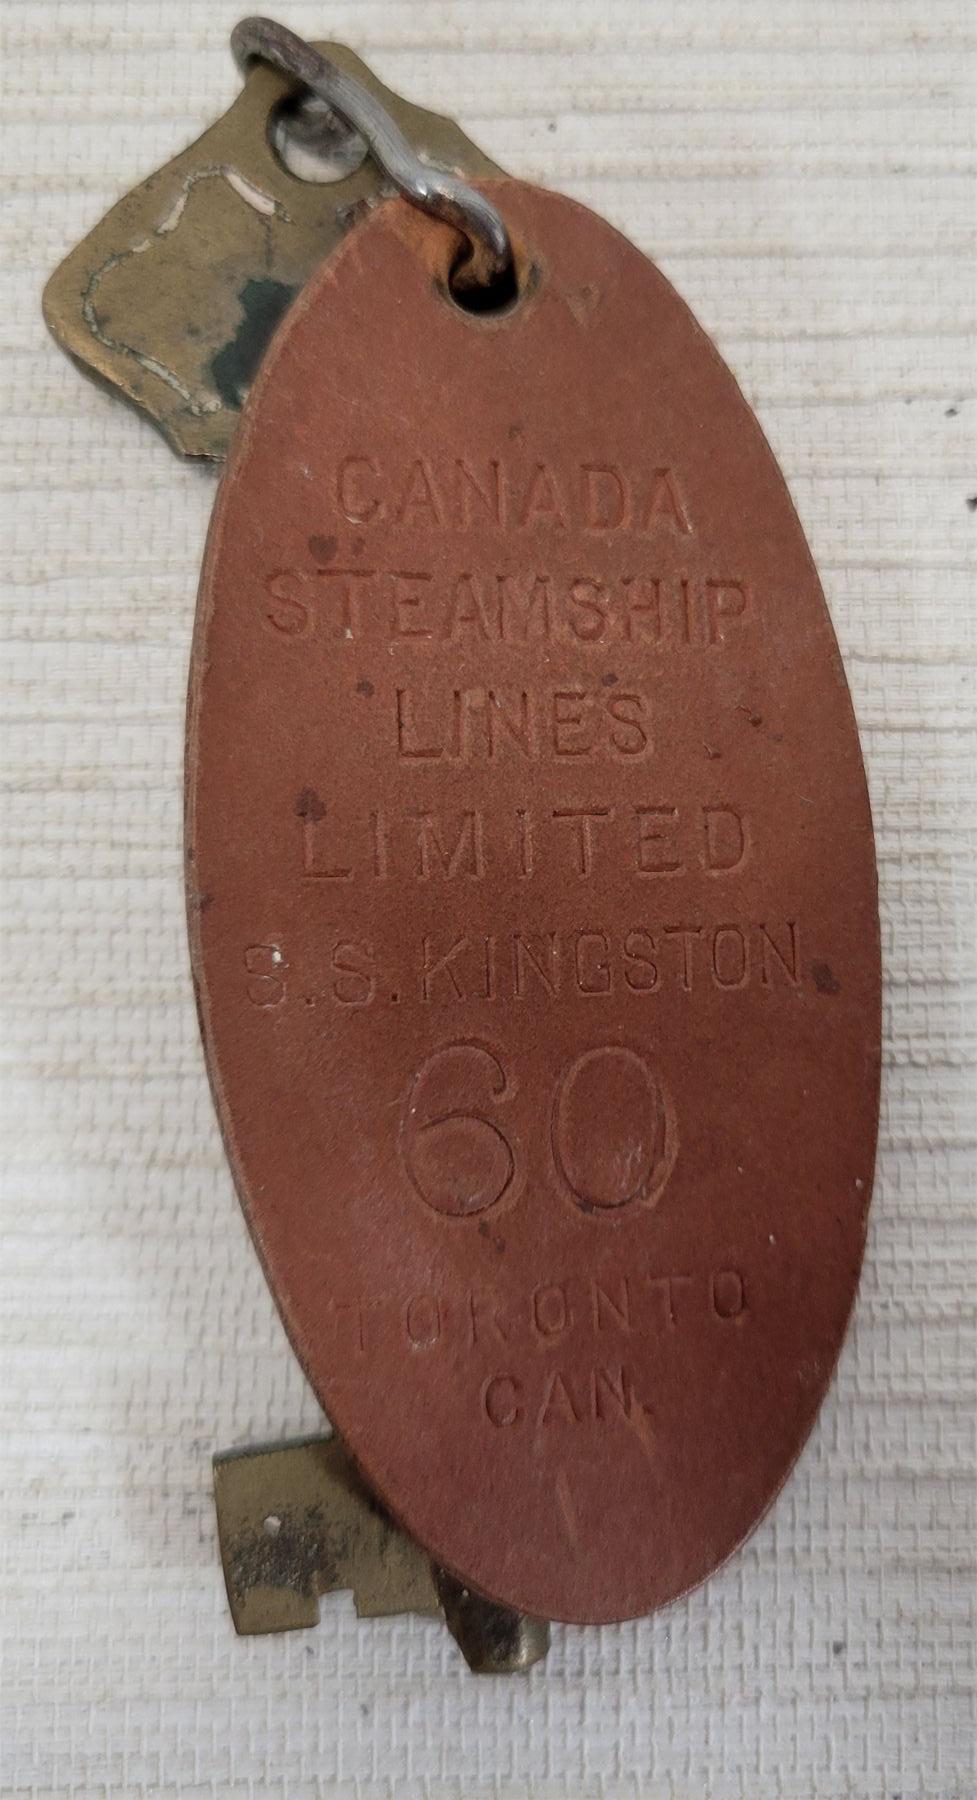 CANADA
STEAMSHIP
LINES
LIMITED
S.S.KINGSTON
60
TORONTO
CAN.